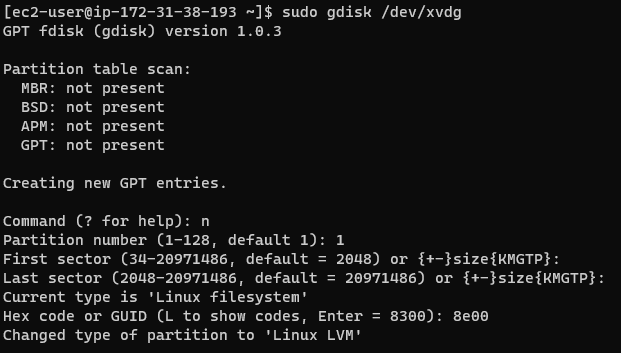 [ec2-user@ip-172-31-38-193 ~]$ sudo gdisk /dev/xvdg
GPT fdisk (gdisk) version 1.0.3
Partition table scan:
  MBR: not present
  BSD: not present
  APM: not present
  GPT: not present
Creating new GPT entries.
Command (? for help): n
Partition number (1-128, default 1): 1
First sector (34-20971486, default = 2048) or {+-}size{KMGTP}:
Last sector (2048-20971486, default = 20971486) or {+-}size{KMGTP}:
Current type is 'Linux filesystem'
Hex code or GUID (L to show codes, Enter = 8300): 8e00
Changed type of partition to 'Linux LVM'